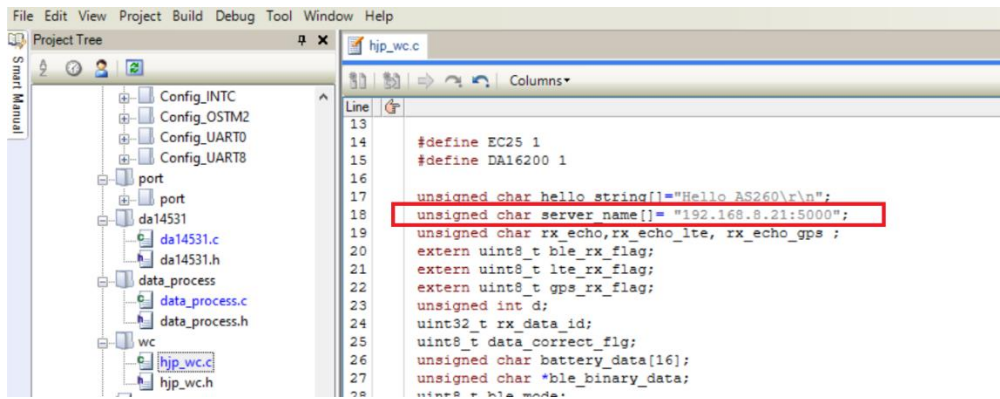 File Edit View Project Build Debug Tool Window Help
Project Tree
Smart Manual
Config_INTC
Config_OSTM2
Config_UART0
Config_UART8
port
port
da14531
da14531.c
da14531.h
data_process
data_process.c
data_process.h
wc
hjp_wc.c
hjp_wc.h
hjp_wc.c
Columns
Line
13
14 #define EC25 1
15 #define DA16200 1
16
17 unsigned char hello_string[]="Hello AS260\r\n";
18 unsigned char server_name[]= "192.168.8.21:5000";
19 unsigned char rx_echo,rx_echo_lte, rx_echo_gps ;
20 extern uint8_t ble_rx_flag;
21 extern uint8_t lte_rx_flag;
22 extern uint8_t gps_rx_flag;
23 unsigned int d;
24 uint32_t rx_data_id;
25 uint8_t data_correct_flg;
26 unsigned char battery_data[16];
27 unsigned char *ble_binary_data;
28 uint8_t ble_mode;